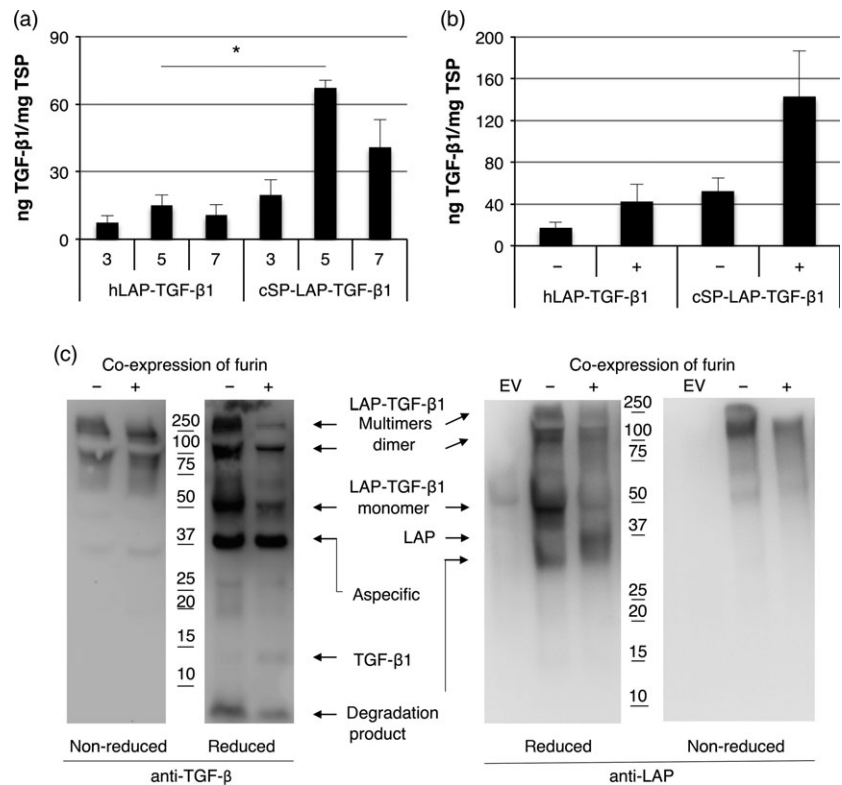 (a)
ng TGF-β1/mg TSP
90
60
30
0
*
3 5 7 3 5 7
hLAP-TGF-β1 cSP-LAP-TGF-β1
(b)
ng TGF-β1/mg TSP
200
160
120
80
40
0
− + − +
hLAP-TGF-β1 cSP-LAP-TGF-β1
(c)
Co-expression of furin
− + − +
250
100
75
50
37
25
20
15
10
Non-reduced Reduced
anti-TGF-β
LAP-TGF-β1
Multimers
dimer
LAP-TGF-β1
monomer
LAP
Aspecific
TGF-β1
Degradation
product
Co-expression of furin
EV − + EV − +
250
100
75
50
37
25
20
15
10
Reduced Non-reduced
anti-LAP